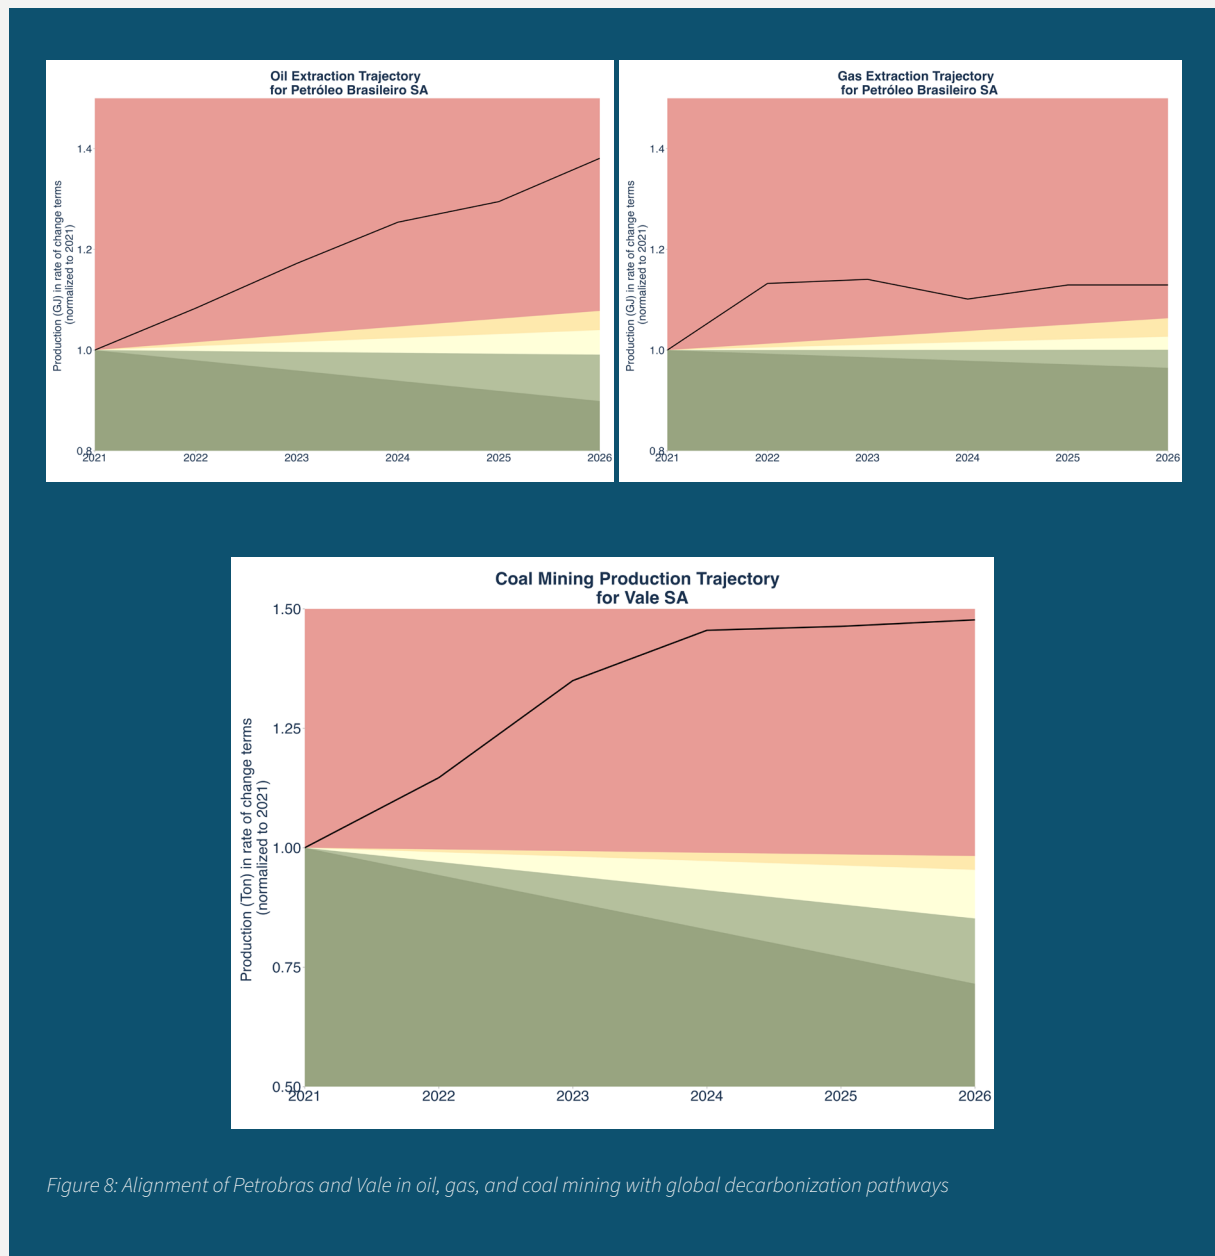 Oil Extraction Trajectory
for Petróleo Brasileiro SA
Production (GJ) in rate of change terms
(normalized to 2021)
1.4
1.2
1.0
0.8
2021 2022 2023 2024 2025 2026
Gas Extraction Trajectory
for Petróleo Brasileiro SA
Production (GJ) in rate of change terms
(normalized to 2021)
1.4
1.2
1.0
0.8
2021 2022 2023 2024 2025 2026
Coal Mining Production Trajectory
for Vale SA
Production (Ton) in rate of change terms
(normalized to 2021)
1.50
1.25
1.00
0.75
0.50
2021 2022 2023 2024 2025 2026
Figure 8: Alignment of Petrobras and Vale in oil, gas, and coal mining with global decarbonization pathways